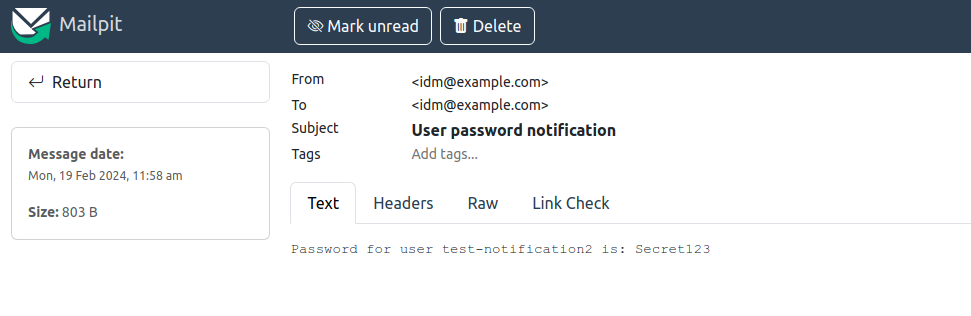 Mailpit
Mark unread
Delete
Return
Message date:
Mon, 19 Feb 2024, 11:58 am
Size: 803 B
From <idm@example.com>
To <idm@example.com>
Subject User password notification
Tags Add tags...
Text Headers Raw Link Check
Password for user test-notification2 is: Secret123